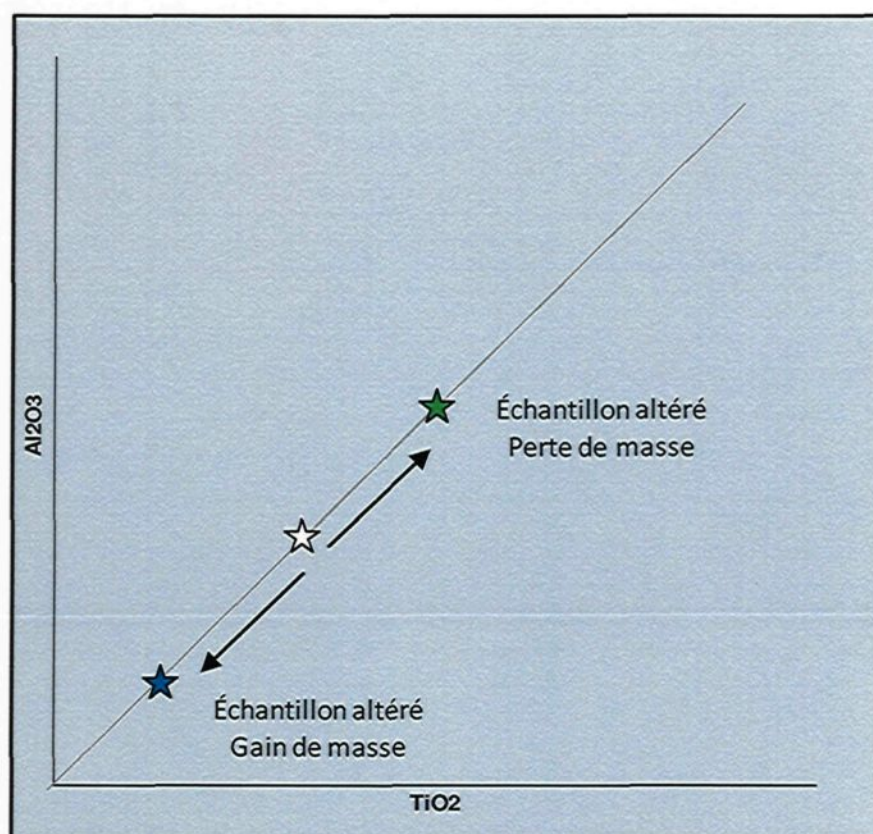 Al2O3
Échantillon altéré
Perte de masse
Échantillon altéré
Gain de masse
TiO2